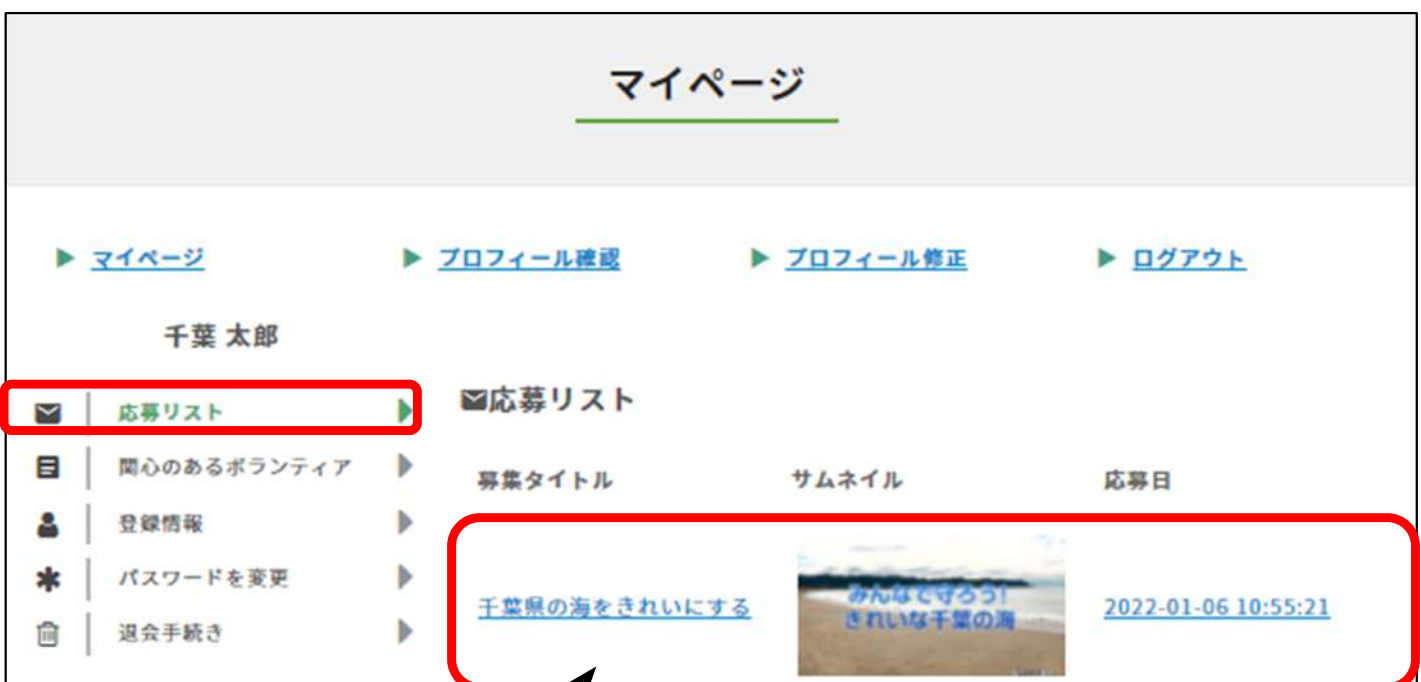 マイページ
マイページ
プロフィール確認
プロフィール修正
ログアウト
千葉 太郎
応募リスト
関心のあるボランティア
登録情報
パスワードを変更
退会手続き
応募リスト
募集タイトル
サムネイル
応募日
千葉県の海をきれいにする
みんなで守ろう!
きれいな千葉の海
2022-01-06 10:55:21